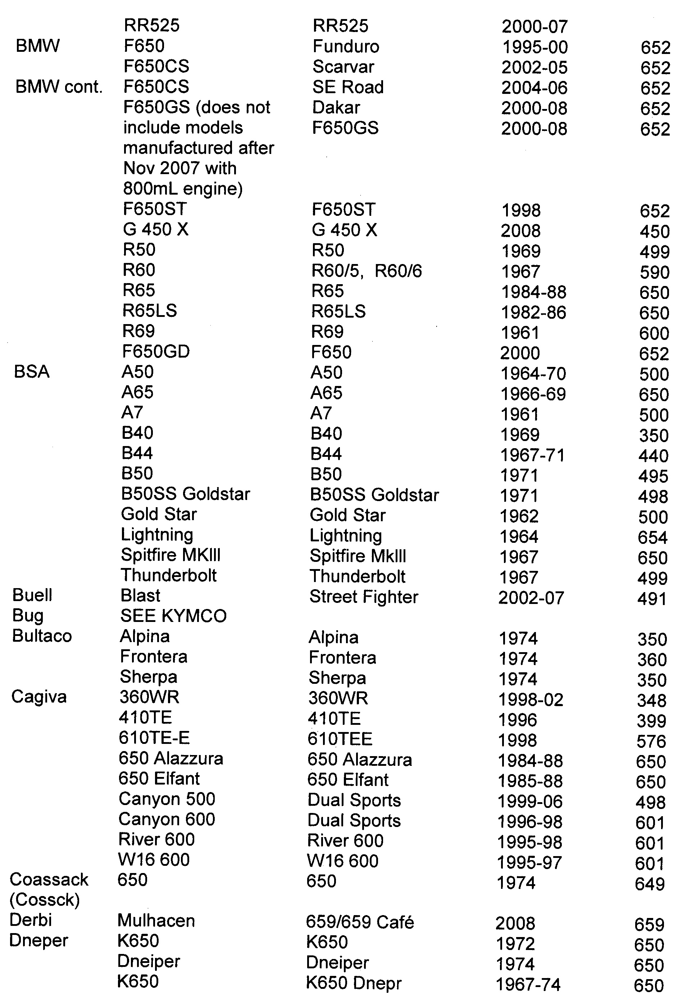 RR525 RR525 2000-07
BMW F650 Funduro 1995-00 652
F650CS Scarvar 2002-05 652
BMW cont. F650CS SE Road 2004-06 652
F650GS (does not Dakar 2000-08 652
include models F650GS 2000-08 652
manufactured after
Nov 2007 with
800mL engine)
F650ST F650ST 1998 652
G 450 X G 450 X 2008 450
R50 R50 1969 499
R60 R60/5, R60/6 1967 590
R65 R65 1984-88 650
R65LS R65LS 1982-86 650
R69 R69 1961 600
F650GD F650 2000 652
BSA A50 A50 1964-70 500
A65 A65 1966-69 650
A7 A7 1961 500
B40 B40 1969 350
B44 B44 1967-71 440
B50 B50 1971 495
B50SS Goldstar B50SS Goldstar 1971 498
Gold Star Gold Star 1962 500
Lightning Lightning 1964 654
Spitfire MKIII Spitfire MkIII 1967 650
Thunderbolt Thunderbolt 1967 499
Buell Blast Street Fighter 2002-07 491
Bug SEE KYMCO
Bultaco Alpina Alpina 1974 350
Frontera Frontera 1974 360
Sherpa Sherpa 1974 350
Cagiva 360WR 360WR 1998-02 348
410TE 410TE 1996 399
610TE-E 610TEE 1998 576
650 Alazzura 650 Alazzura 1984-88 650
650 Elfant 650 Elfant 1985-88 650
Canyon 500 Dual Sports 1999-06 498
Canyon 600 Dual Sports 1996-98 601
River 600 River 600 1995-98 601
W16 600 W16 600 1995-97 601
Coassack 650 650 1974 649
(Cossck)
Derbi Mulhacen 659/659 Café 2008 659
Dneper K650 K650 1972 650
Dneiper Dneiper 1974 650
K650 K650 Dnepr 1967-74 650